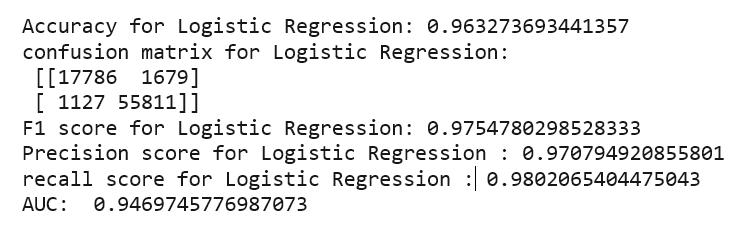 Accuracy for Logistic Regression: 0.963273693441357
confusion matrix for Logistic Regression:
[[17786  1679]
[ 1127 55811]]
F1 score for Logistic Regression: 0.9754780298528333
Precision score for Logistic Regression : 0.970794920855801
recall score for Logistic Regression : 0.9802065404475043
AUC:  0.9469745776987073